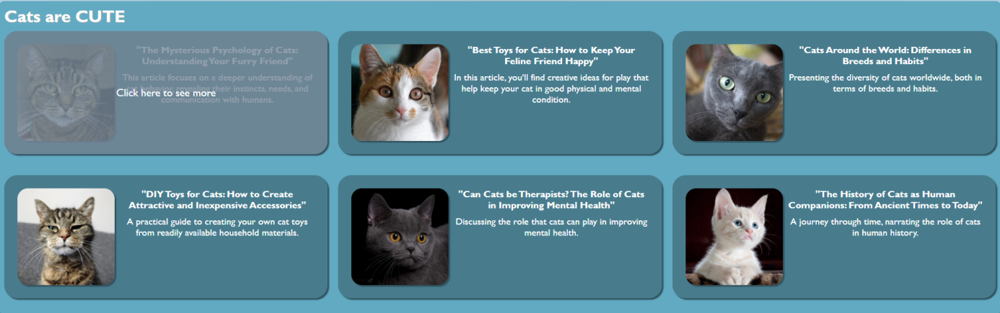 Cats are CUTE
"The Mysterious Psychology of Cats:
Understanding Your Furry Friend"
This article focuses on a deeper understanding of
cat behavior, revealing their instincts, needs, and
Click here to see more
communication with humans.
"Best Toys for Cats: How to Keep Your
Feline Friend Happy"
In this article, you'll find creative ideas for play that
help keep your cat in good physical and mental
condition.
"Cats Around the World: Differences in
Breeds and Habits"
Presenting the diversity of cats worldwide, both in
terms of breeds and habits.
"DIY Toys for Cats: How to Create
Attractive and Inexpensive Accessories"
A practical guide to creating your own cat toys
from readily available household materials.
"Can Cats be Therapists? The Role of Cats
in Improving Mental Health"
Discussing the role that cats can play in improving
mental health.
"The History of Cats as Human
Companions: From Ancient Times to Today"
A journey through time, narrating the role of cats
in human history.